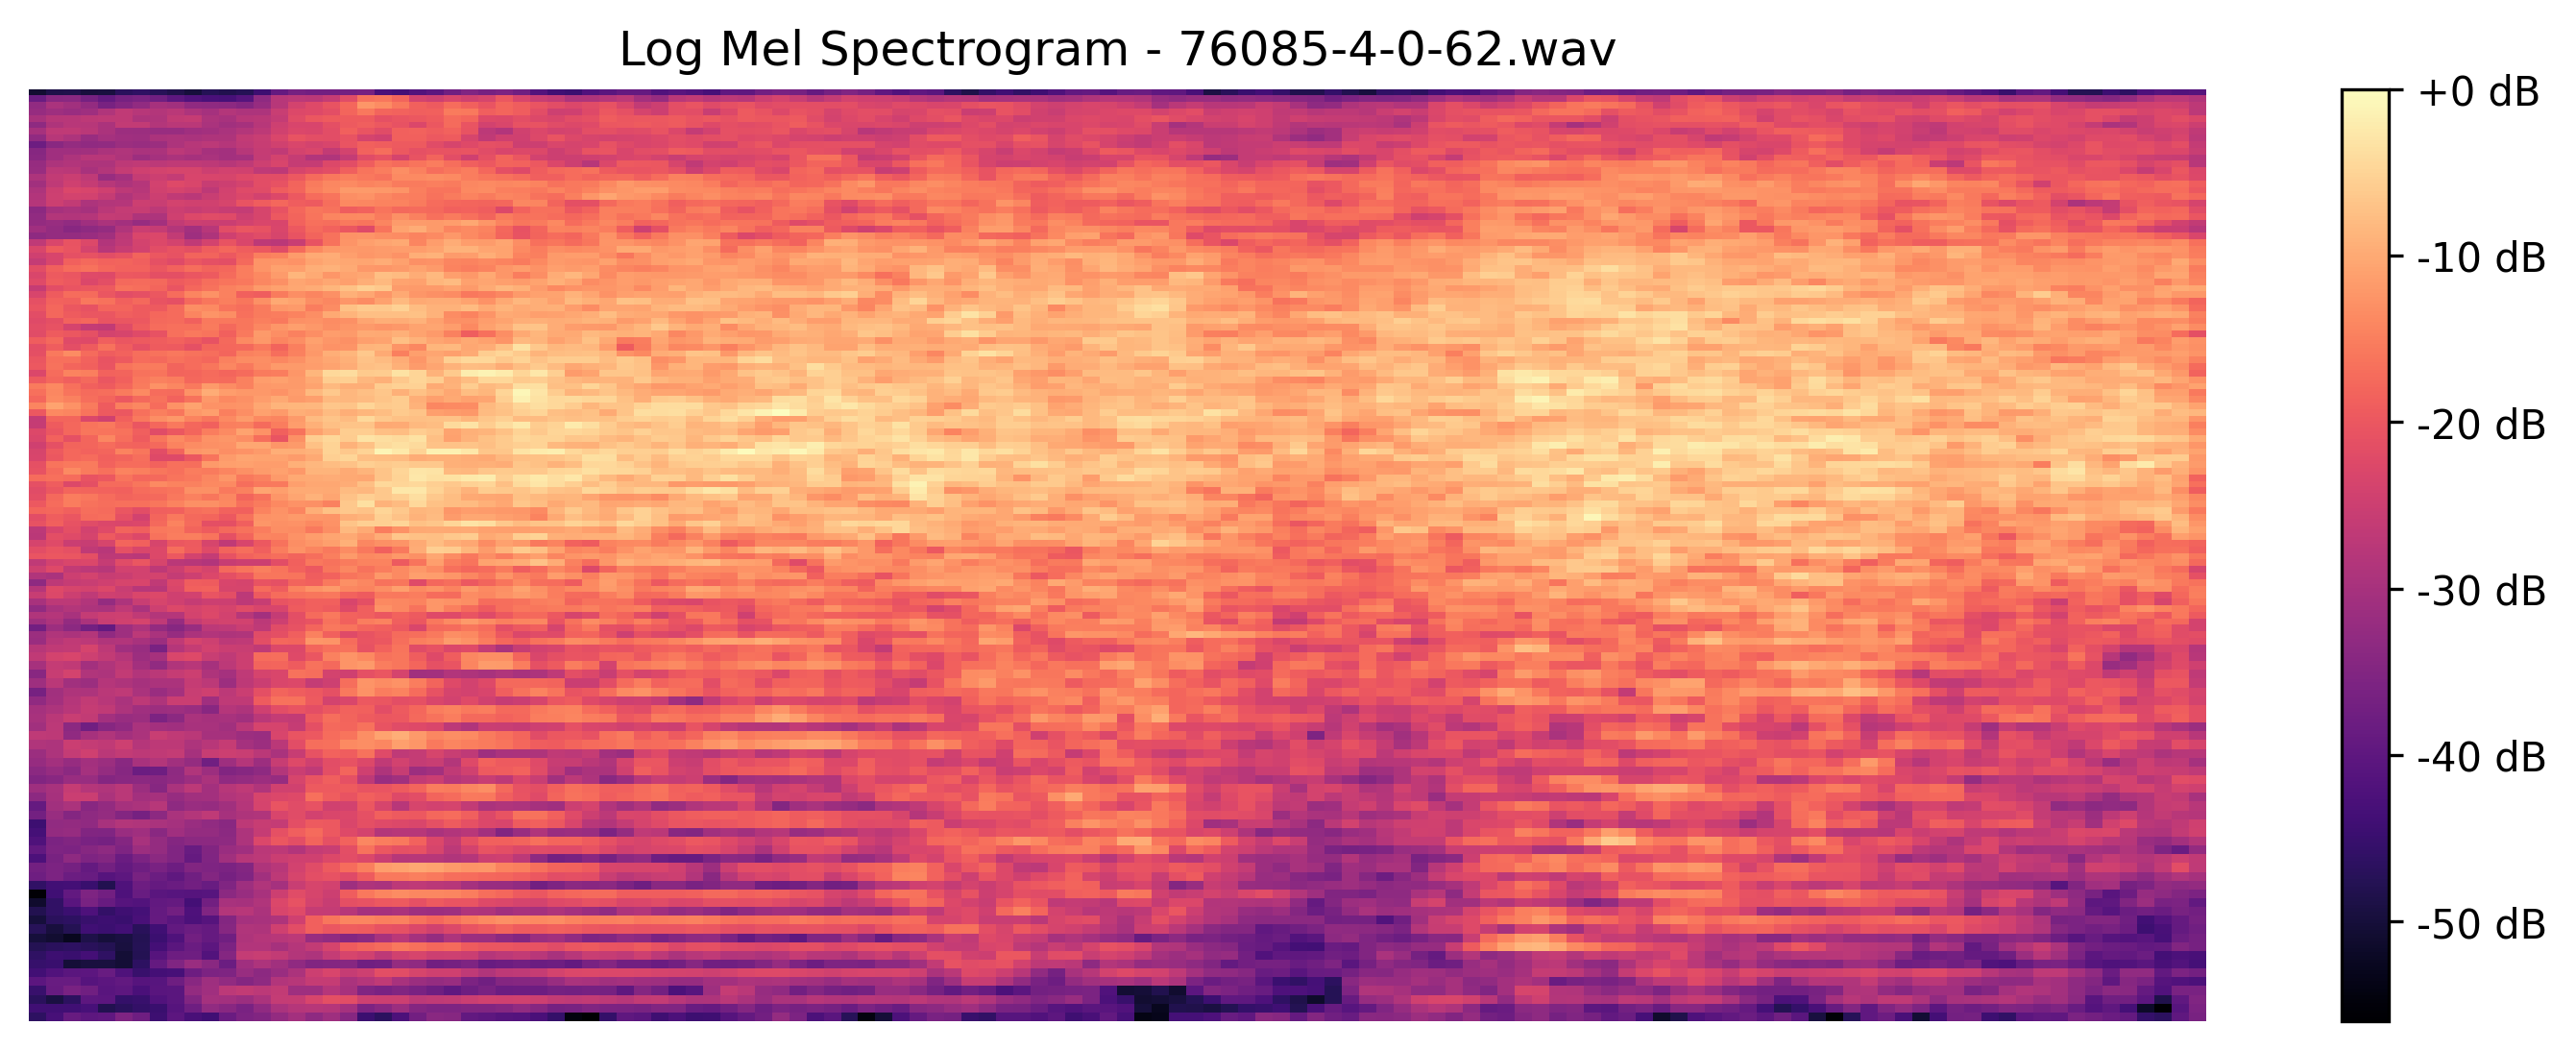 Log Mel Spectrogram - 76085-4-0-62.wav
+0 dB
-10 dB
-20 dB
-30 dB
-40 dB
-50 dB